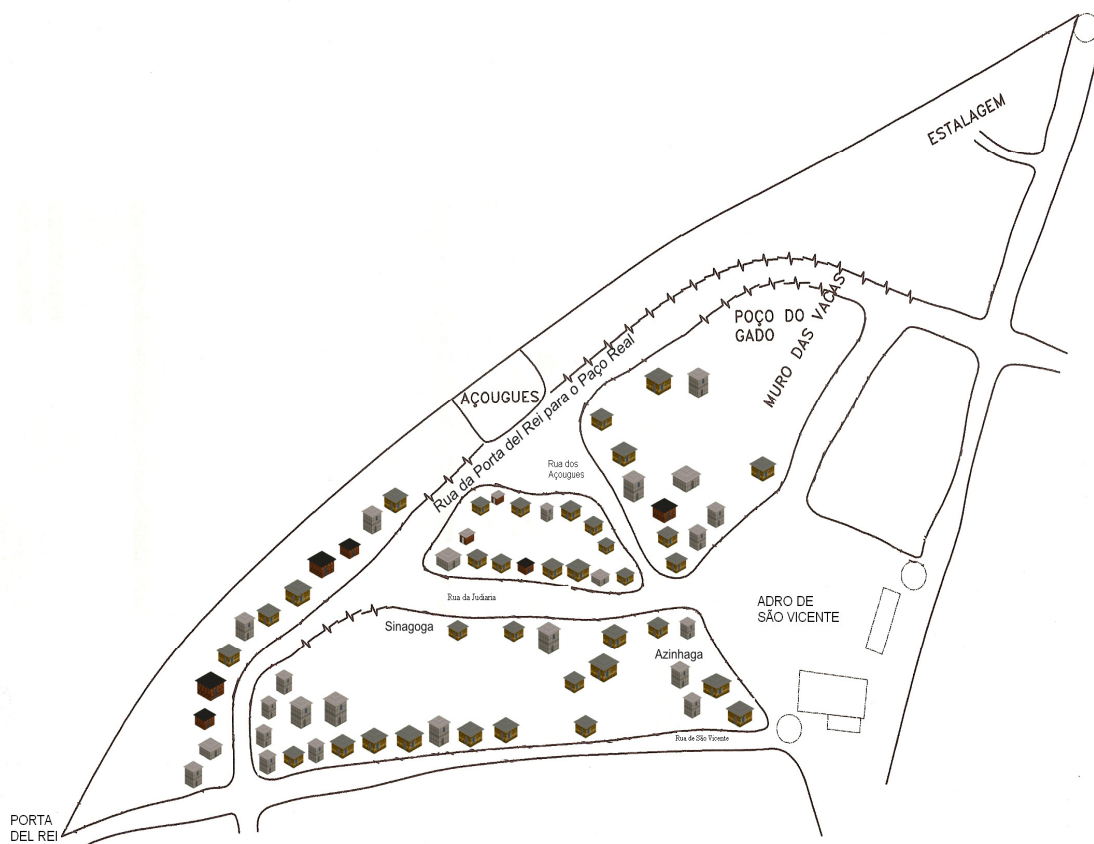 ESTALAGEM
POÇO DO
GADO
MURO DAS VACAS
AÇOUGUES
Rua da Porta del Rei para o Paço Real
Rua dos
Açougues
Rua da Judiaria
ADRO DE
SÃO VICENTE
Sinagoga
Azinhaga
Rua de São Vicente
PORTA
DEL REI